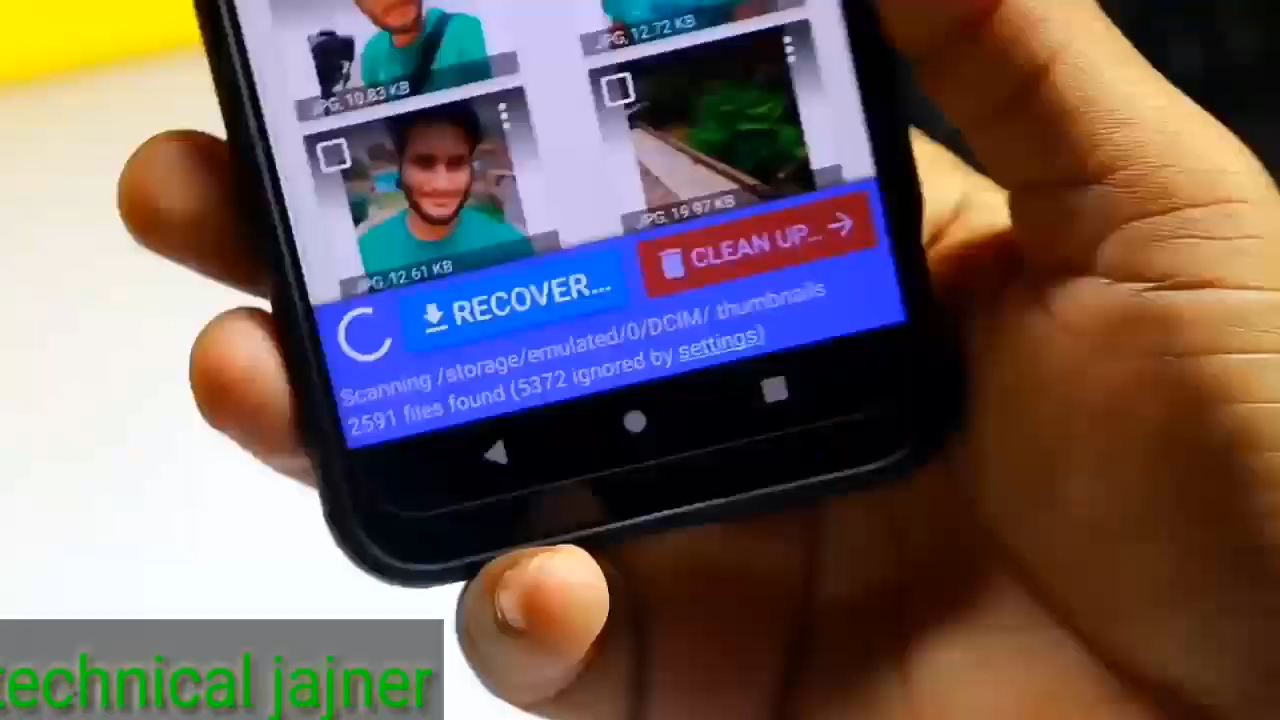 JPG, 12.72 KB
JPG, 19.83 KB
JPG, 19.97 KB
JPG, 12.61 KB
RECOVER...
CLEAN UP...
Scanning /storage/emulated/0/DCIM/.thumbnails
2591 files found (5372 ignored by settings)
technical jajner